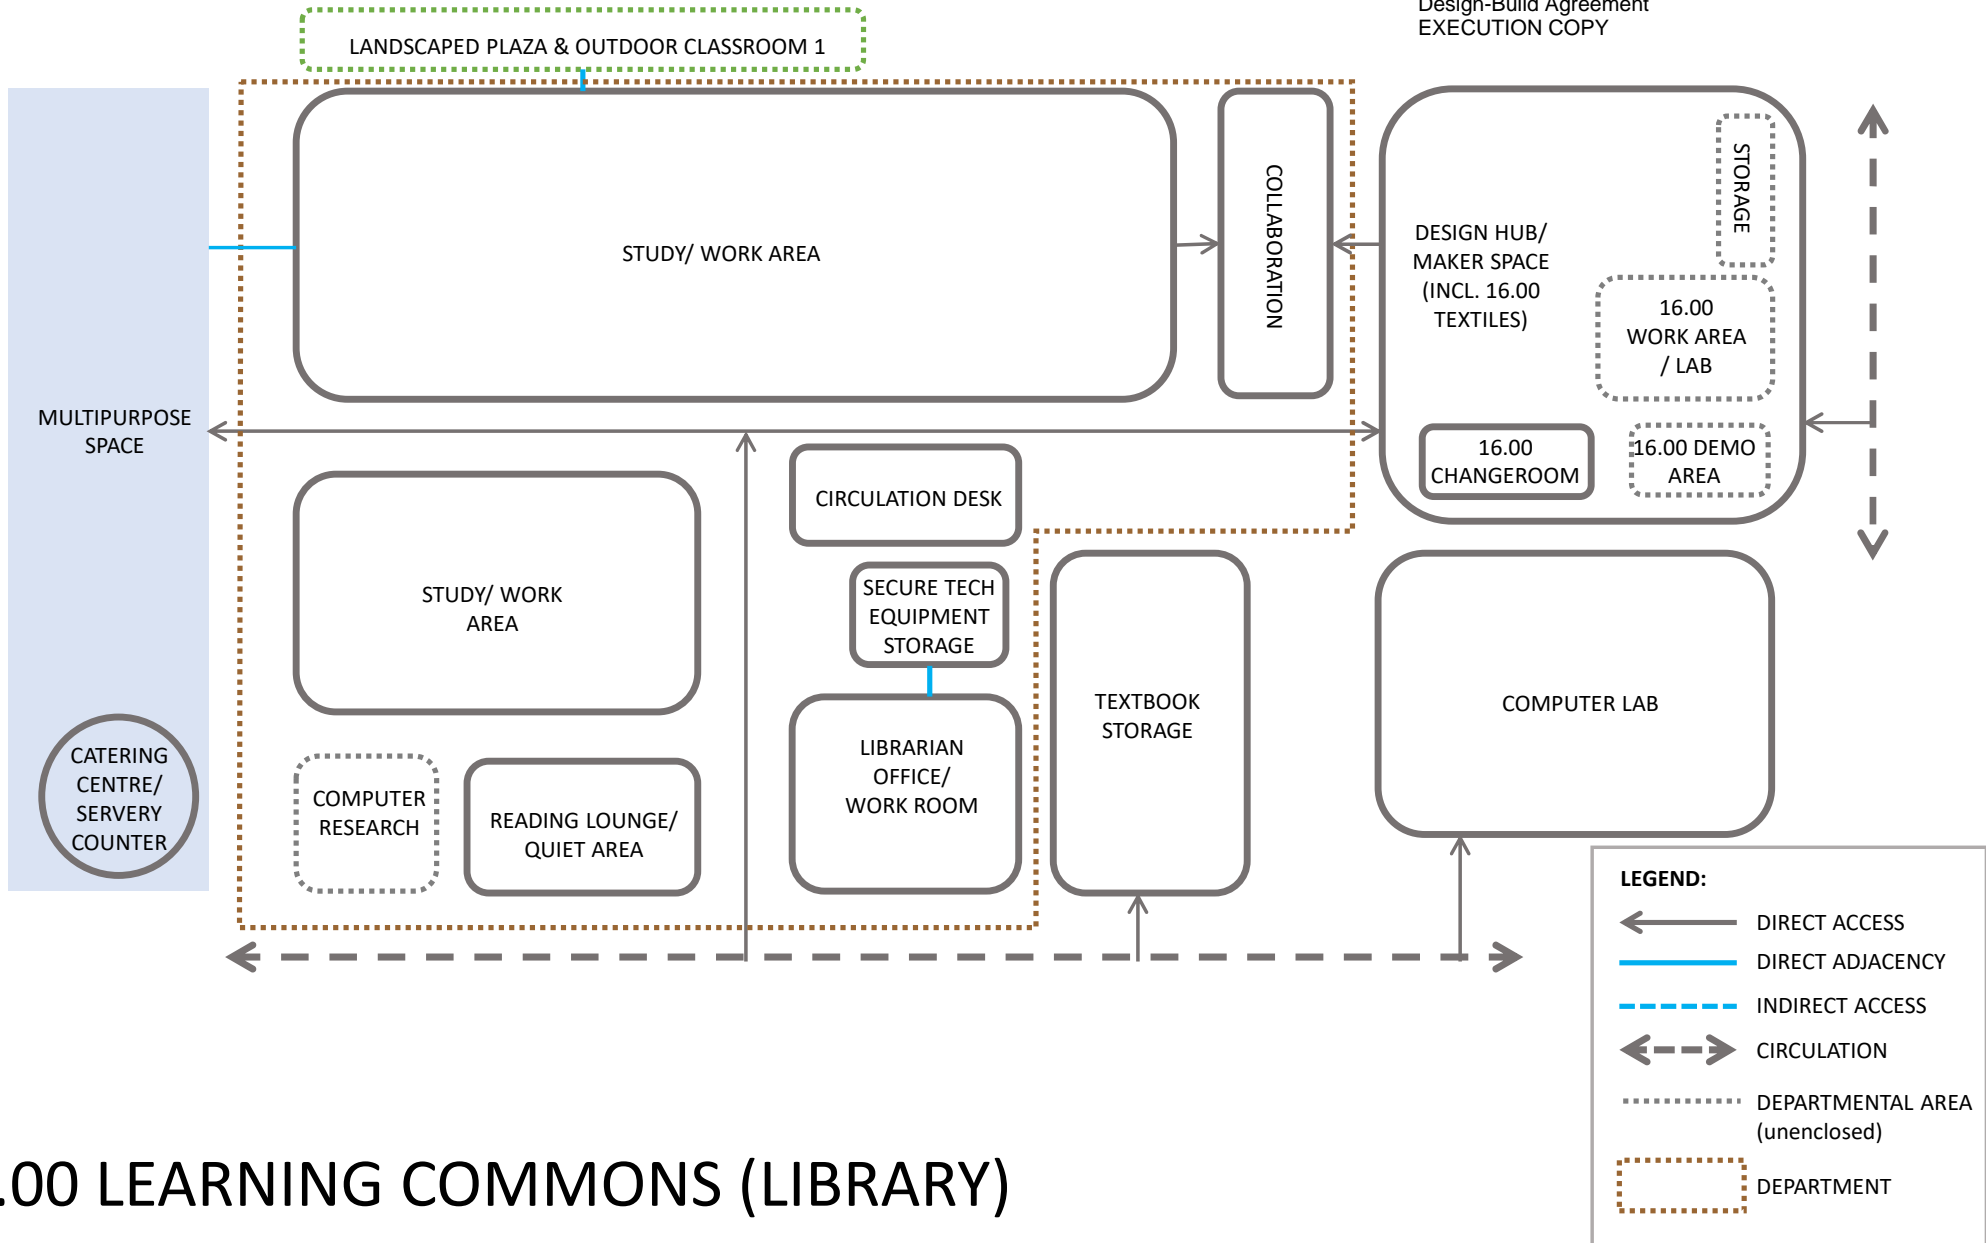 Design-Build Agreement
EXECUTION COPY
LANDSCAPED PLAZA & OUTDOOR CLASSROOM 1
STUDY/ WORK AREA
COLLABORATION
DESIGN HUB/
MAKER SPACE
(INCL. 16.00
TEXTILES)
STORAGE
16.00
WORK AREA
/ LAB
16.00
CHANGEROOM
16.00 DEMO
AREA
MULTIPURPOSE
SPACE
CIRCULATION DESK
STUDY/ WORK
AREA
SECURE TECH
EQUIPMENT
STORAGE
TEXTBOOK
STORAGE
COMPUTER LAB
CATERING
CENTRE/
SERVERY
COUNTER
COMPUTER
RESEARCH
READING LOUNGE/
QUIET AREA
LIBRARIAN
OFFICE/
WORK ROOM
LEGEND:
DIRECT ACCESS
DIRECT ADJACENCY
INDIRECT ACCESS
CIRCULATION
DEPARTMENTAL AREA
(unenclosed)
DEPARTMENT
.00 LEARNING COMMONS (LIBRARY)